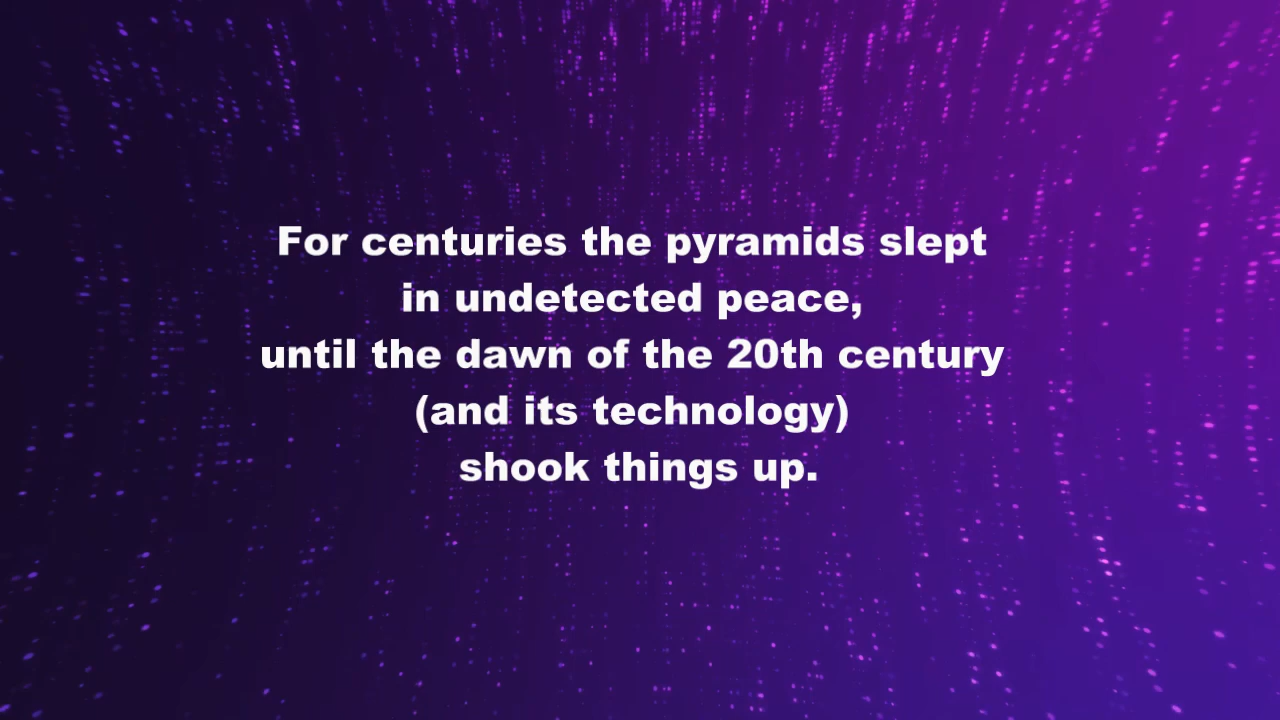 For centuries the pyramids slept
in undetected peace,
until the dawn of the 20th century
(and its technology)
shook things up.